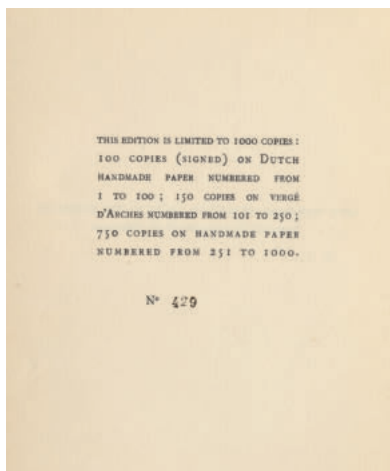 THIS EDITION IS LIMITED TO 1000 COPIES:
100 COPIES (SIGNED) ON DUTCH
HANDMADE PAPER NUMBERED FROM
1 TO 100; 150 COPIES ON VERGÉ
D'ARCHES NUMBERED FROM 101 TO 250;
750 COPIES ON HANDMADE PAPER
NUMBERED FROM 251 TO 1000.
Nº 429